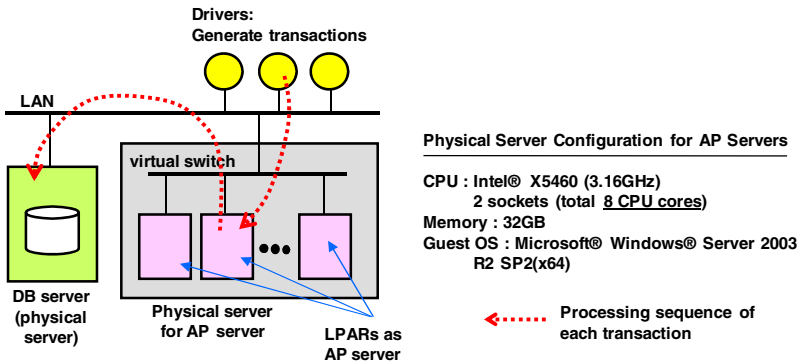 Drivers:
Generate transactions
LAN
virtual switch
DB server
(physical
server)
Physical server
for AP server
LPARs as
AP server
Physical Server Configuration for AP Servers
CPU : Intel® X5460 (3.16GHz)
2 sockets (total 8 CPU cores)
Memory : 32GB
Guest OS : Microsoft® Windows® Server 2003
R2 SP2(x64)
Processing sequence of
each transaction